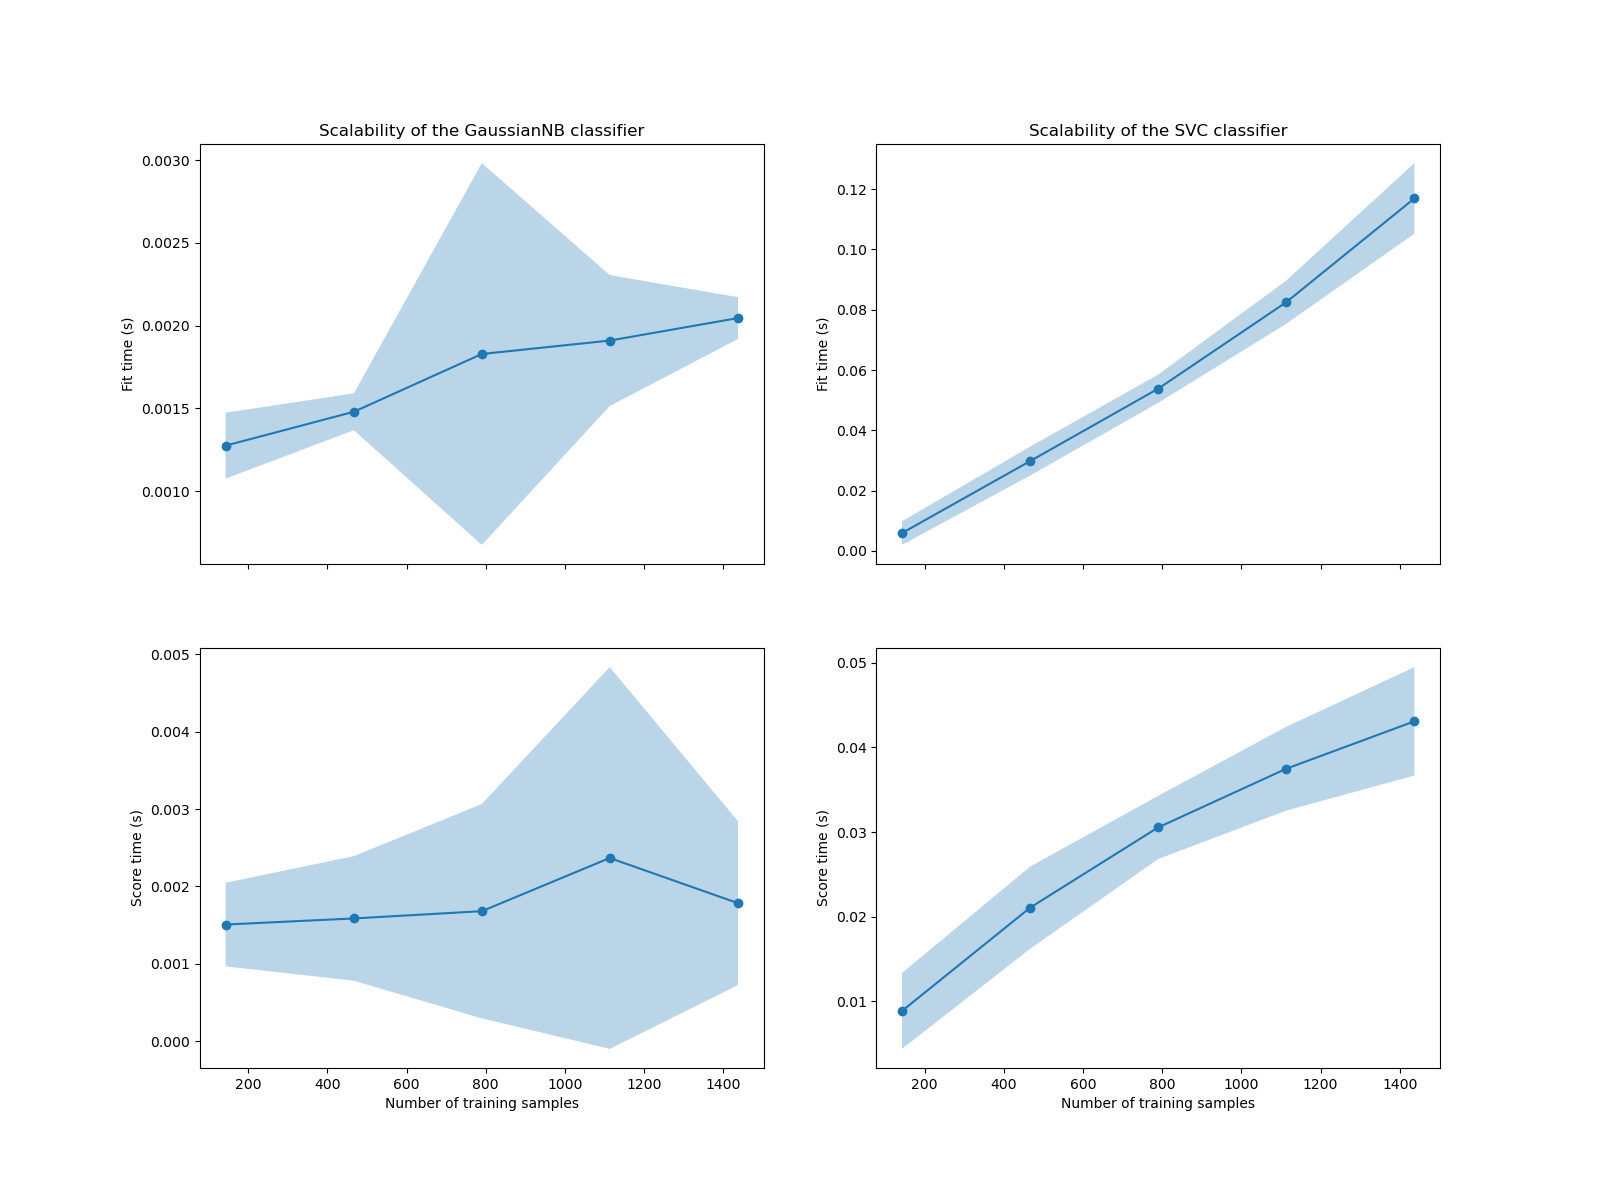 Scalability of the GaussianNB classifier
0.0030
0.0025
0.0020
0.0015
0.0010
Fit time (s)
Scalability of the SVC classifier
0.12
0.10
0.08
0.06
0.04
0.02
0.00
Fit time (s)
0.005
0.004
0.003
0.002
0.001
0.000
Score time (s)
200 400 600 800 1000 1200 1400
Number of training samples
0.05
0.04
0.03
0.02
0.01
Score time (s)
200 400 600 800 1000 1200 1400
Number of training samples